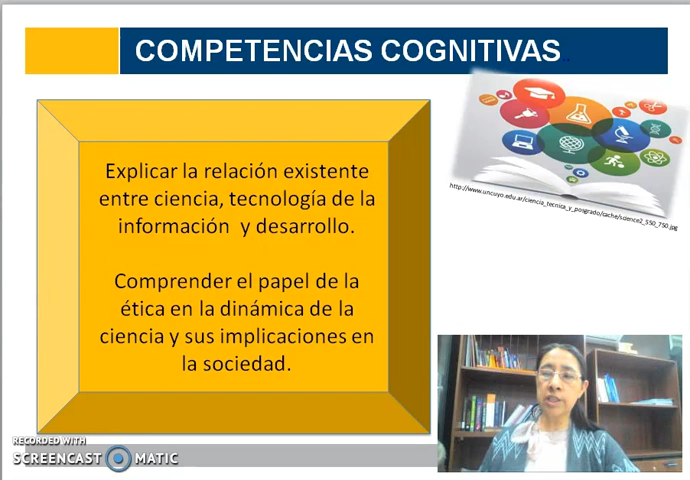 COMPETENCIAS COGNITIVAS..
Explicar la relación existente
entre ciencia, tecnología de la
información y desarrollo.
Comprender el papel de la
ética en la dinámica de la
ciencia y sus implicaciones en
la sociedad.
http://www.uncuyo.edu.ar/ciencia_tecnica_y_posgrado/cache/science2_550_750.jpg
RECORDED WITH
SCREENCAST MATIC